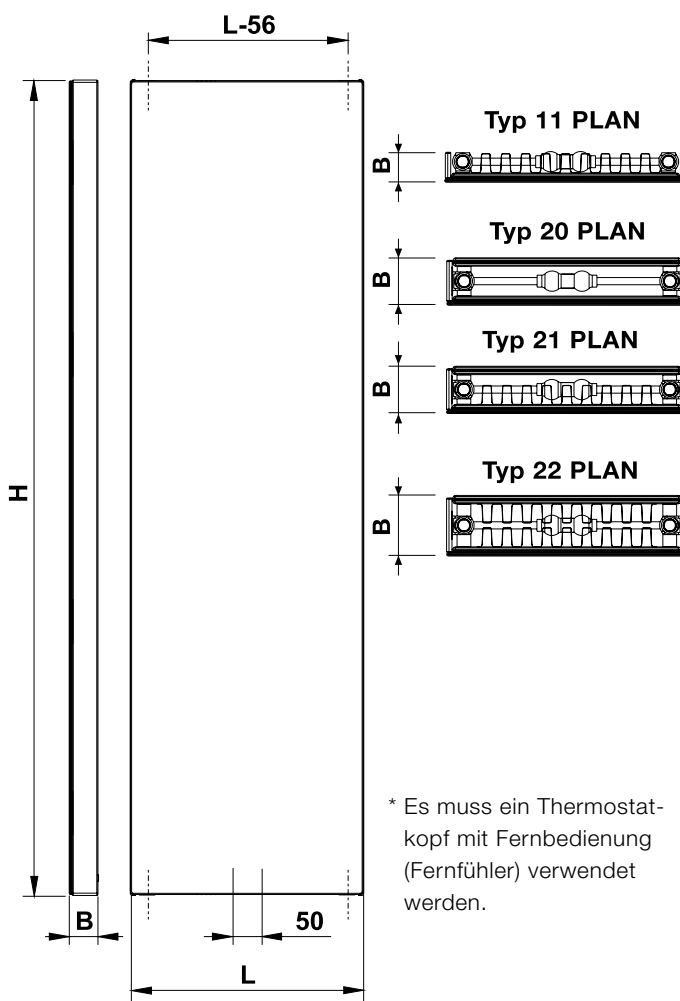 L-56
Typ 11 PLAN
B
Typ 20 PLAN
B
Typ 21 PLAN
B
Typ 22 PLAN
B
H
* Es muss ein Thermostat-
kopf mit Fernbedienung
(Fernfühler) verwendet
werden.
B
50
L